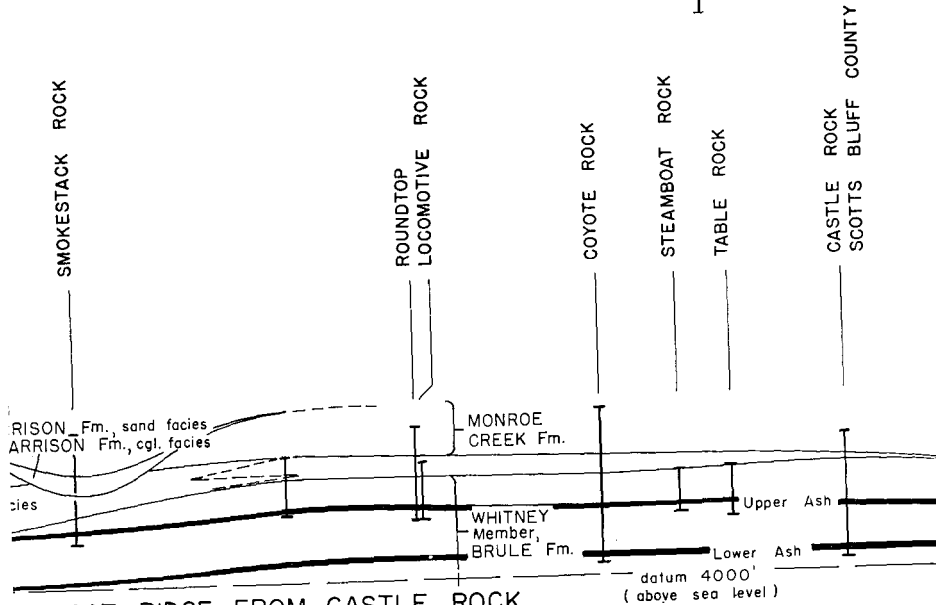 SMOKESTACK ROCK
ROUNDTOP
LOCOMOTIVE ROCK
COYOTE ROCK
STEAMBOAT ROCK
TABLE ROCK
CASTLE ROCK
SCOTTS BLUFF COUNTY
RISON Fm., sand facies
ARRISON Fm., cgl. facies
cies
MONROE
CREEK Fm.
WHITNEY
Member,
BRULE Fm.
Upper Ash
Lower Ash
datum 4000'
(above sea level)
RIDGE FROM CASTLE ROCK